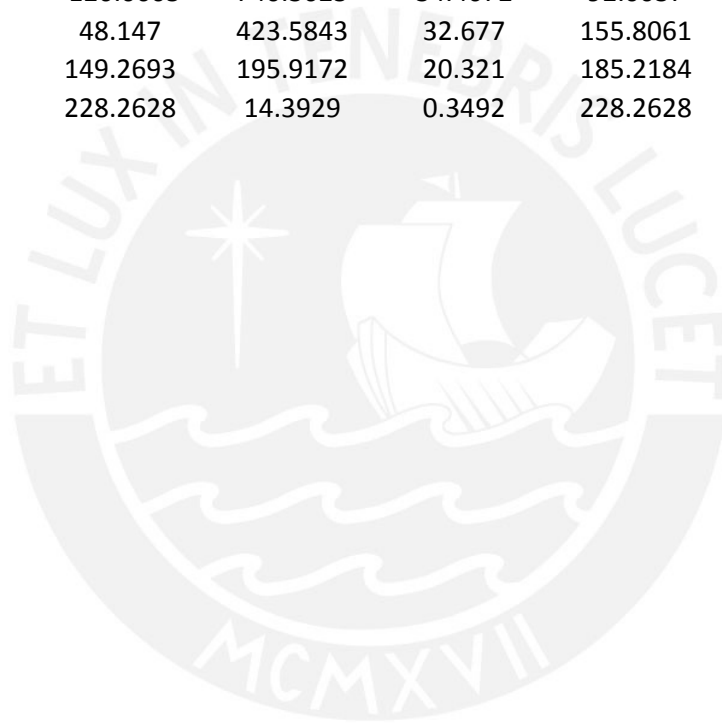 48.147 423.5843 32.677 155.8061
149.2693 195.9172 20.321 185.2184
228.2628 14.3929 0.3492 228.2628
ET LUX IN TENEBRIS LUCET
MCMXVII